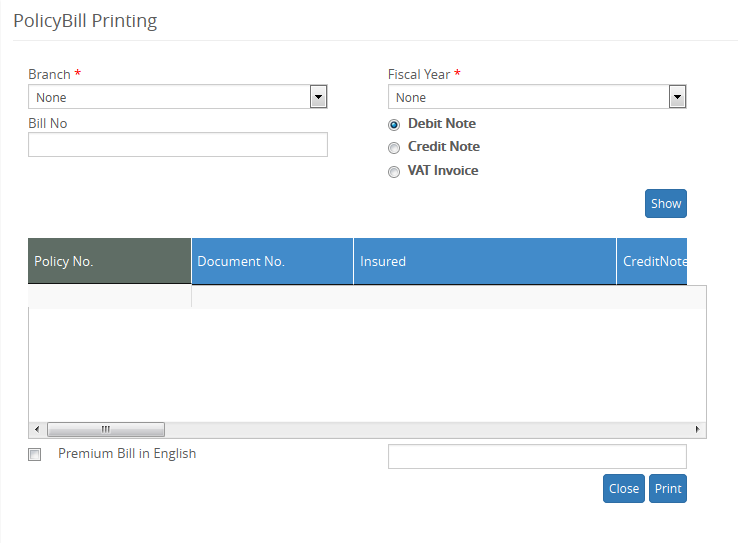 PolicyBill Printing
Branch *
Fiscal Year *
None
None
Bill No
Debit Note
Credit Note
VAT Invoice
Show
Policy No.
Document No.
Insured
CreditNote
Premium Bill in English
Close
Print